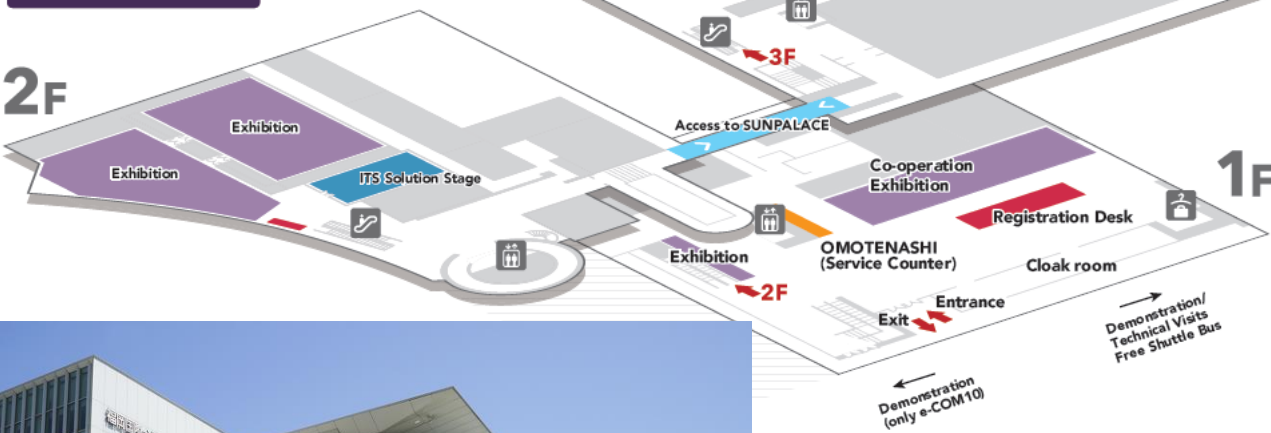 2F
3F
Access to SUNPALACE
Exhibition
Exhibition
ITS Solution Stage
Co-operation
Exhibition
1F
Registration Desk
OMOTENASHI
(Service Counter)
Exhibition
Cloak room
2F
Entrance
Exit
Demonstration/
Technical Visits
Free Shuttle Bus
Demonstration
(only e-COM10)